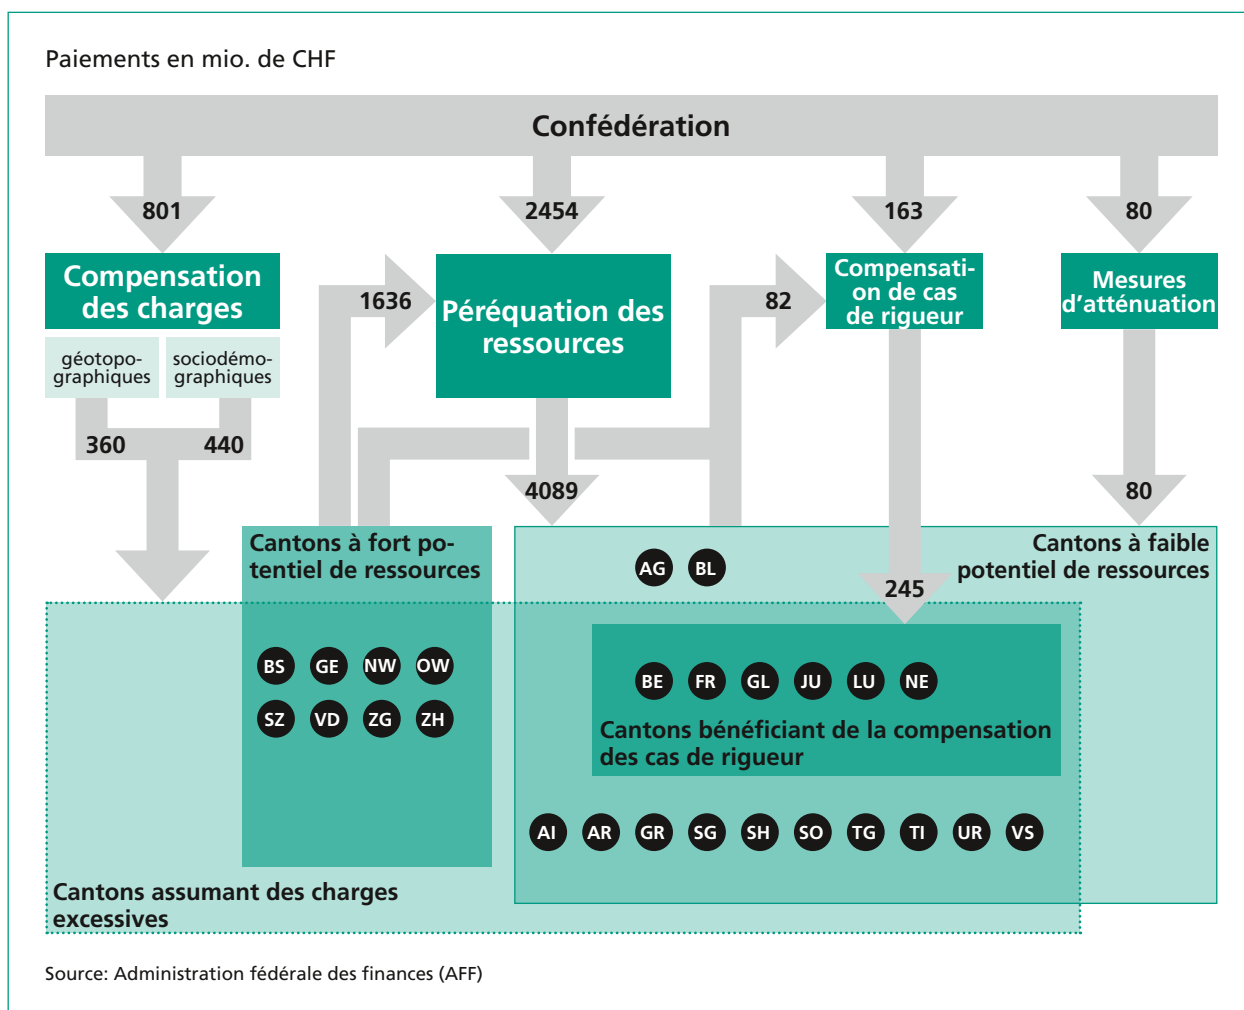 Paiements en mio. de CHF
Confédération
801
2454
163
80
Compensation
des charges
1636
Péréquation des
ressources
82
Compensati-
on de cas
de rigueur
Mesures
d'atténuation
géotopo-
graphiques
sociodémo-
graphiques
360
440
4089
80
Cantons à fort po-
tentiel de ressources
AG BL
Cantons à faible
potentiel de ressources
245
BS GE NW OW
SZ VD ZG ZH
BE FR GL JU LU NE
Cantons bénéficiant de la compensation
des cas de rigueur
AI AR GR SG SH SO TG TI UR VS
Cantons assumant des charges
excessives
Source: Administration fédérale des finances (AFF)